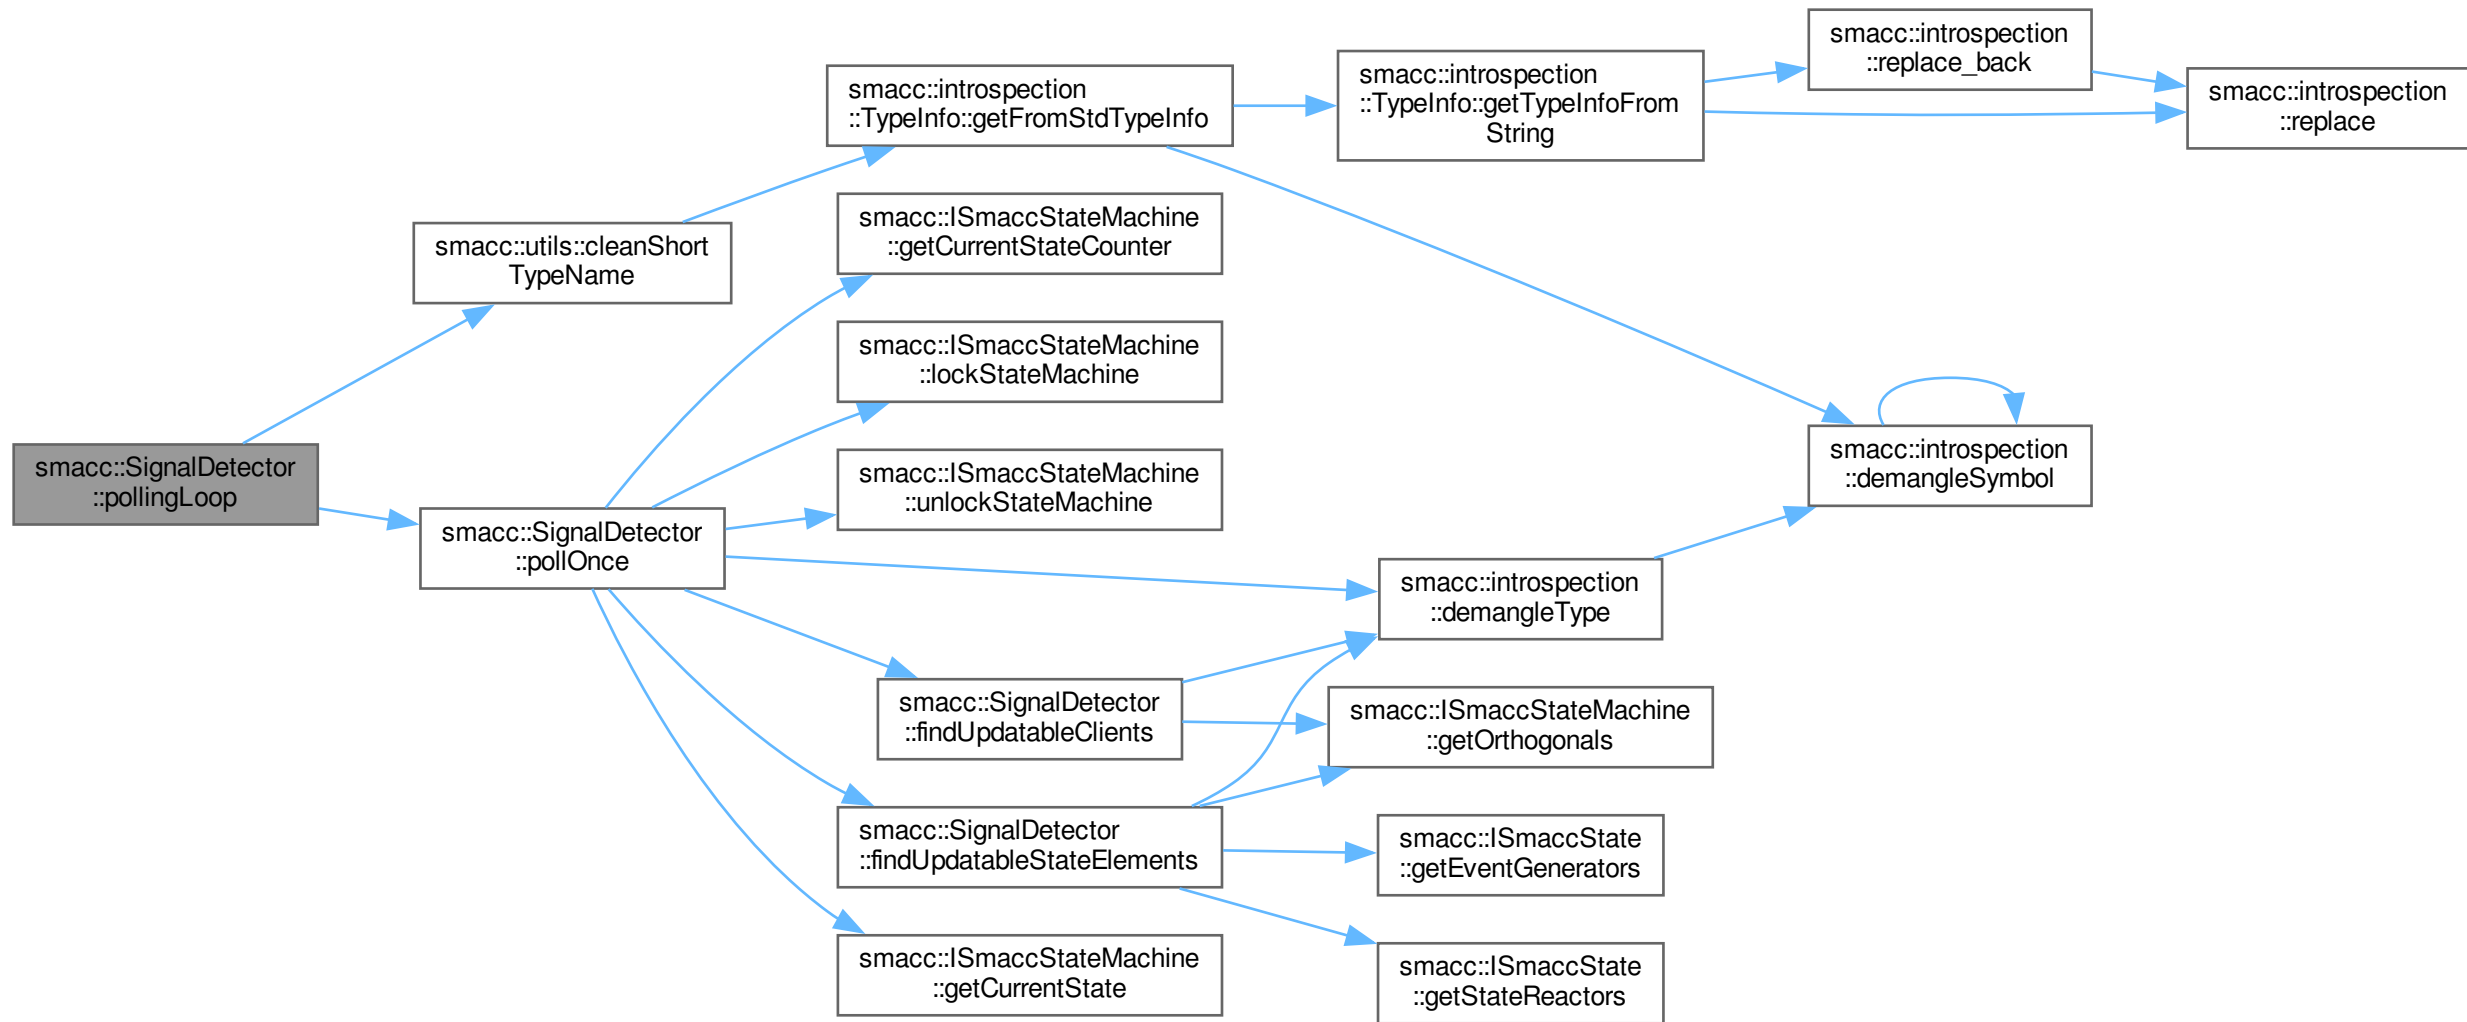 smacc::SignalDetector
::pollingLoop
smacc::utils::cleanShort
TypeName
smacc::SignalDetector
::pollOnce
smacc::introspection
::TypeInfo::getFromStdTypeInfo
smacc::ISmaccStateMachine
::getCurrentStateCounter
smacc::ISmaccStateMachine
::lockStateMachine
smacc::ISmaccStateMachine
::unlockStateMachine
smacc::SignalDetector
::findUpdatableClients
smacc::SignalDetector
::findUpdatableStateElements
smacc::ISmaccStateMachine
::getCurrentState
smacc::introspection
::TypeInfo::getTypeInfoFrom
String
smacc::introspection
::demangleType
smacc::ISmaccStateMachine
::getOrthogonals
smacc::ISmaccState
::getEventGenerators
smacc::ISmaccState
::getStateReactors
smacc::introspection
::replace_back
smacc::introspection
::demangleSymbol
smacc::introspection
::replace